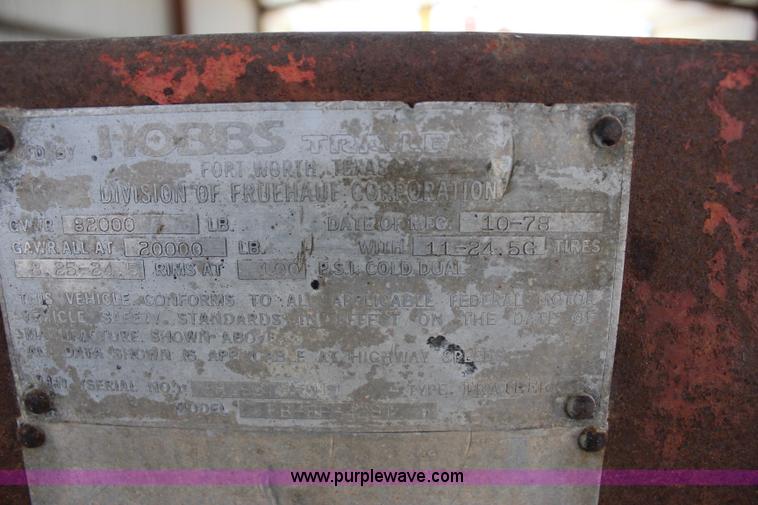 MFD. BY HOBBS TRAILE
FORT WORTH, TEXAS
DIVISION OF FRUEHAUF CORPORATION
GVWR 82000 LB. DATE OF MFG. 10-78
GAWR ALL AT 20000 LB. WITH 11-24.5G TIRES
8.25-24.5 RIMS AT 100 P.S.I. COLD DUAL
THIS VEHICLE CONFORMS TO ALL APPLICABLE FEDERAL MOTOR
VEHICLE SAFETY STANDARDS IN EFFECT ON THE DATE OF
MANUFACTURE SHOWN ABOVE.
DATA SHOWN IS APPLICABLE AT HIGHWAY SPEEDS
(SERIAL NO.) TYPE: TRAILER
MODEL
www.purplewave.com